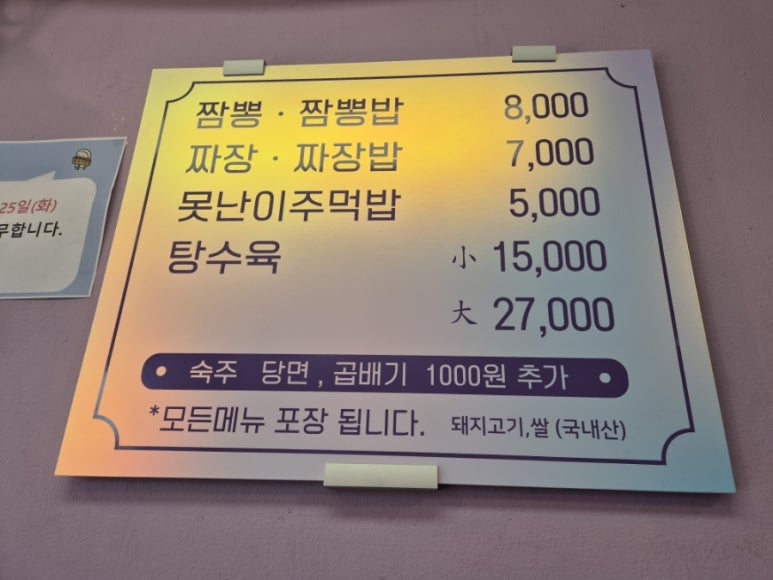 짬뽕 · 짬뽕밥 8,000
짜장 · 짜장밥 7,000
못난이주먹밥 5,000
탕수육 小 15,000
大 27,000
숙주 당면 , 곱배기 1000원 추가
*모든메뉴 포장 됩니다. 돼지고기,쌀 (국내산)
25일(화)
무합니다.